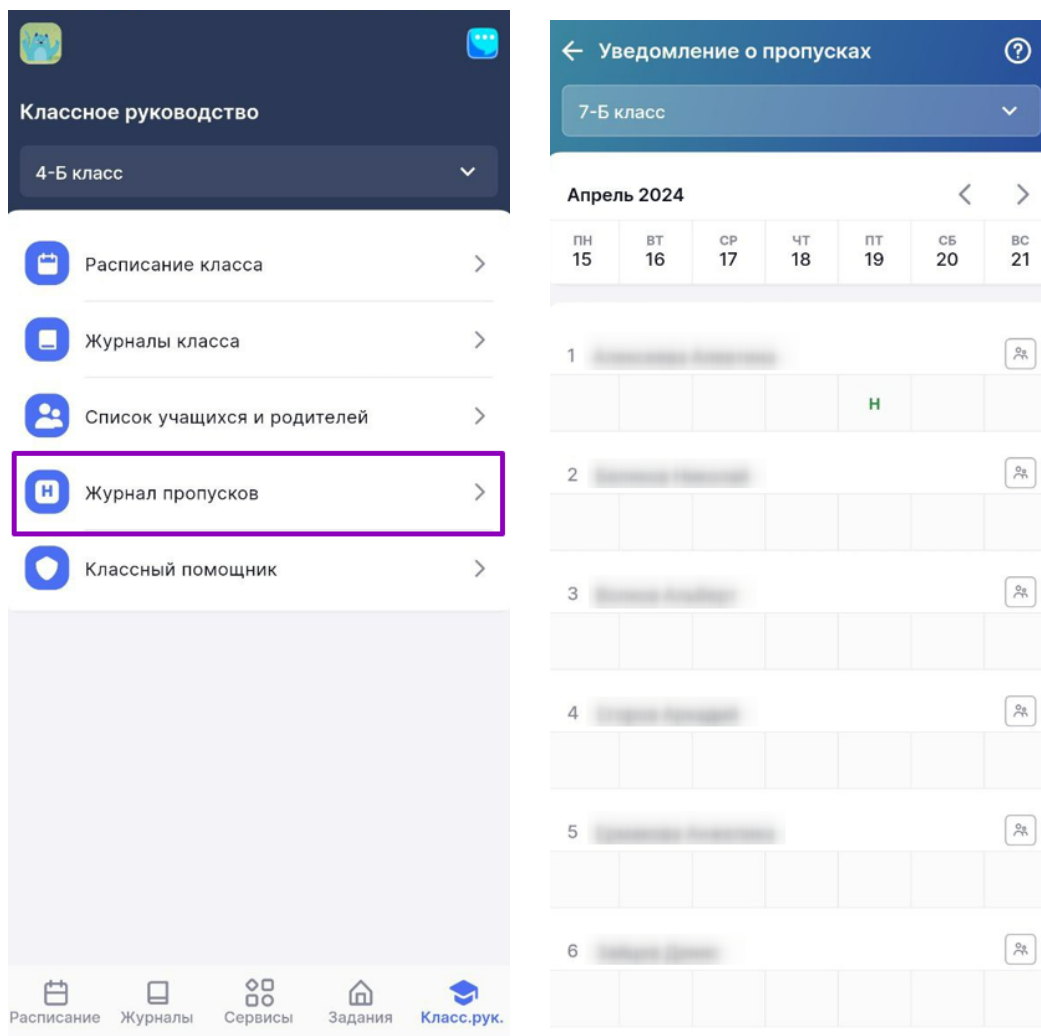 Классное руководство
4-Б класс
Расписание класса
Журналы класса
Список учащихся и родителей
Н
Журнал пропусков
Классный помощник
Расписание Журналы Сервисы Задания Класс.рук.
Уведомление о пропусках
7-Б класс
Апрель 2024
ПН ВТ СР ЧТ ПТ СБ ВС
15 16 17 18 19 20 21
1
Н
2
3
4
5
6